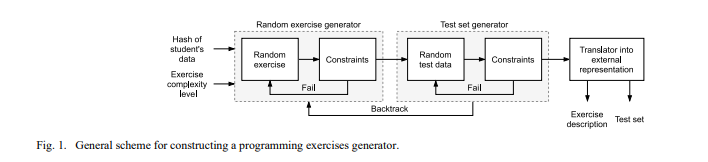 Random exercise generator
Test set generator
Hash of
student's
data
Exercise
complexity
level
Random
exercise
Constraints
Fail
Random
test data
Constraints
Fail
Translator into
external
representation
Backtrack
Exercise
description
Test set
Fig. 1. General scheme for constructing a programming exercises generator.